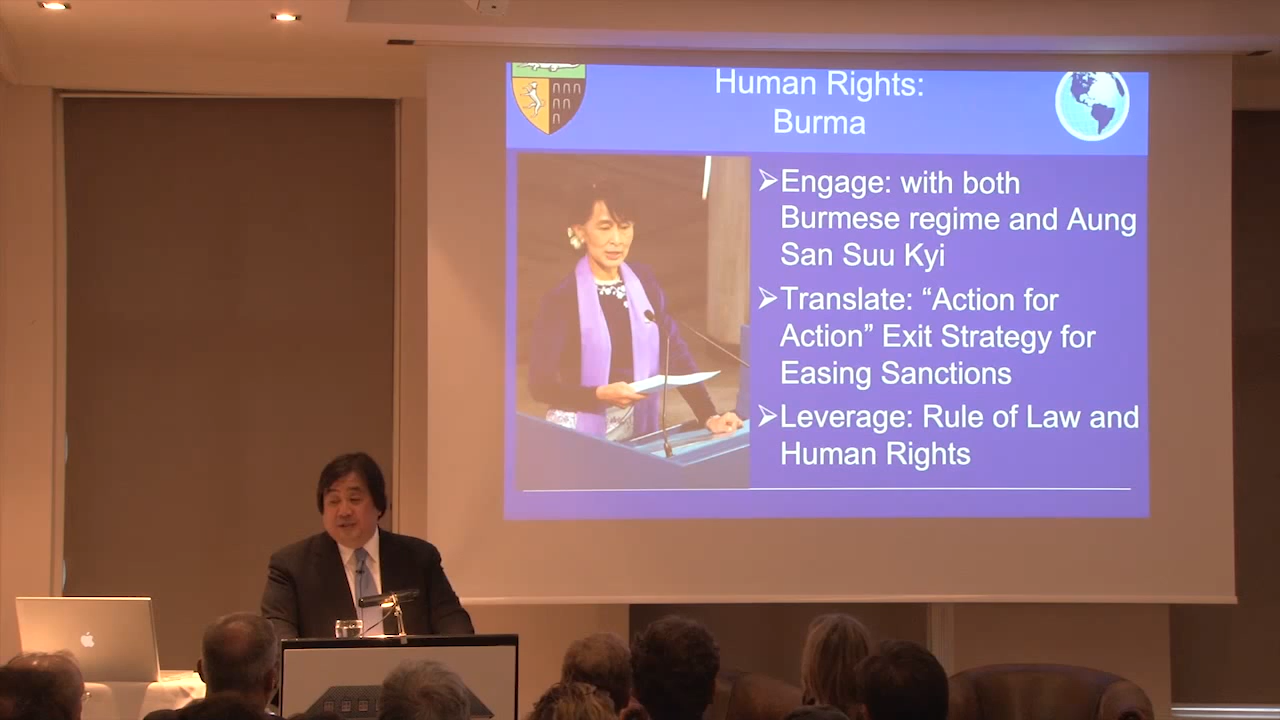 Human Rights:
Burma
➢Engage: with both
Burmese regime and Aung
San Suu Kyi
➢Translate: “Action for
Action” Exit Strategy for
Easing Sanctions
➢Leverage: Rule of Law and
Human Rights